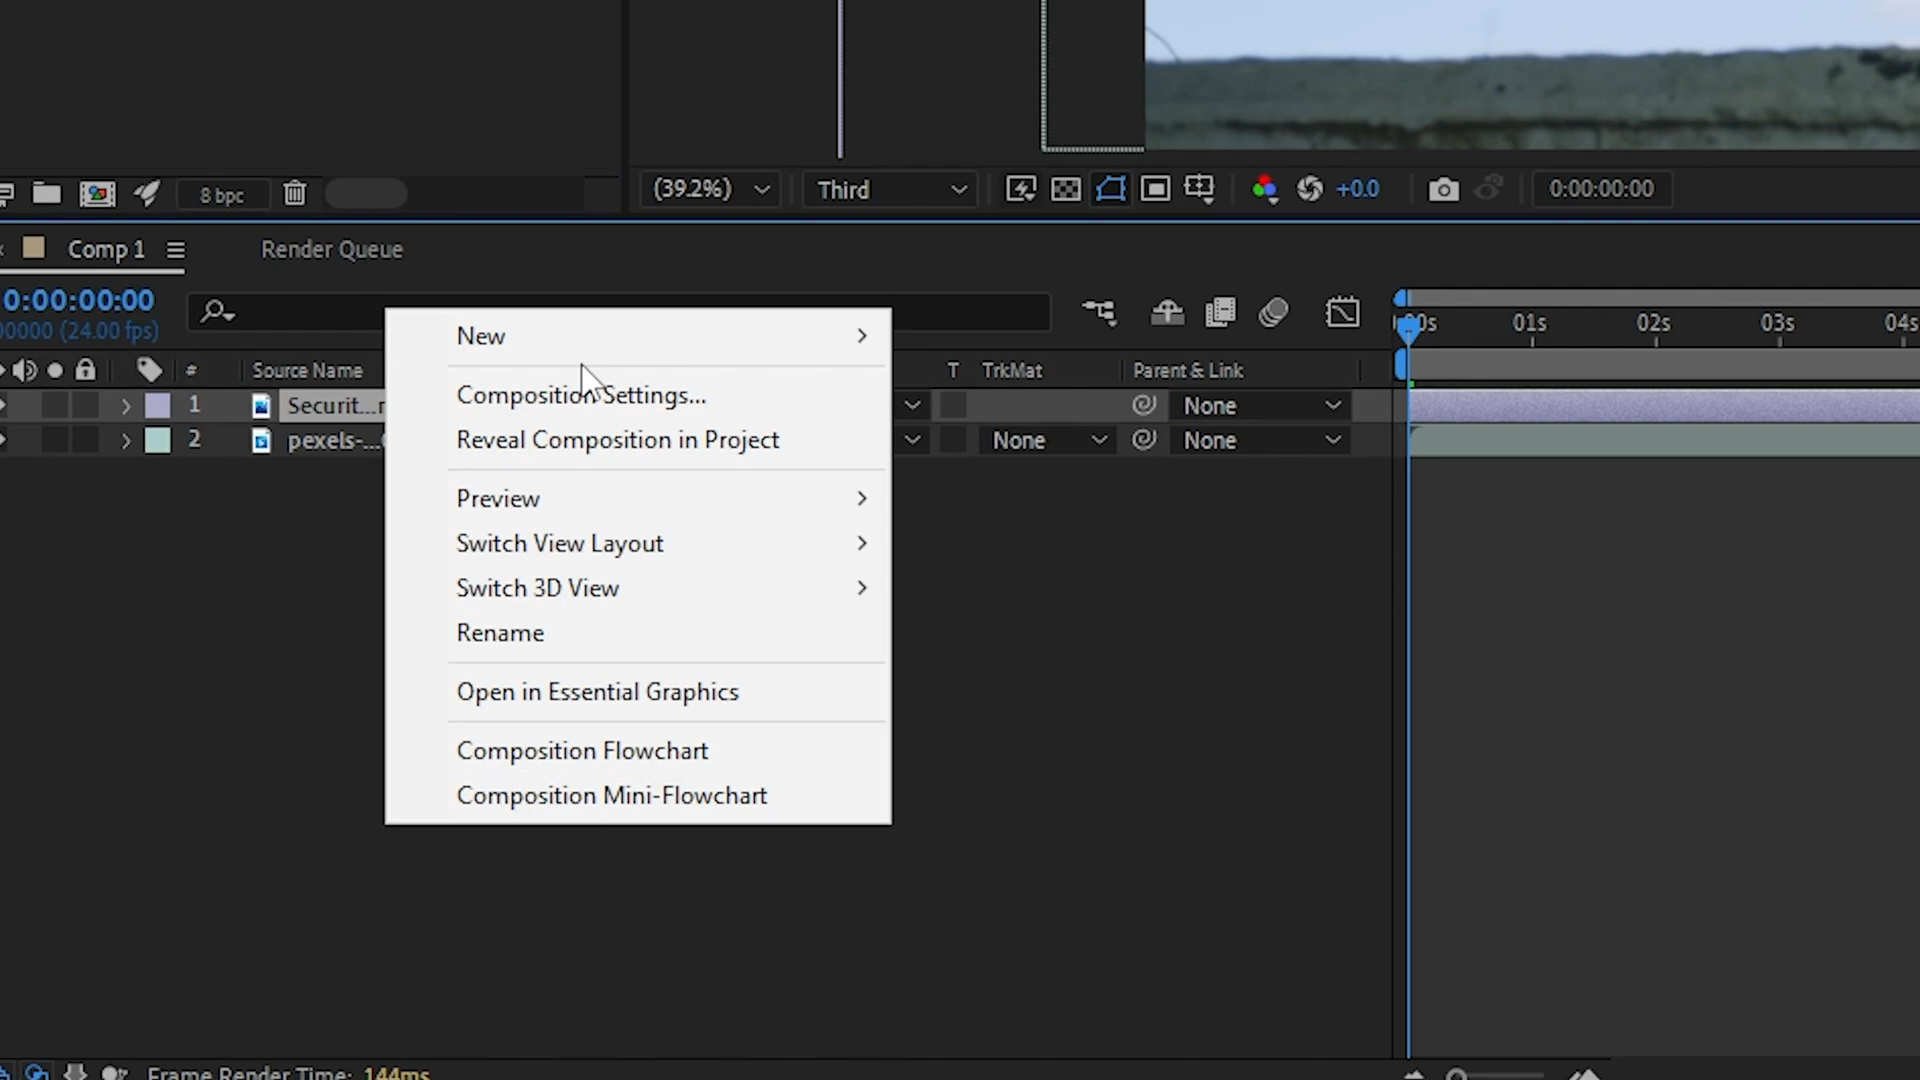 8 bpc
(39.2%)
Third
+0.0
0:00:00:00
Comp 1
Render Queue
0:00:00:00
00000 (24.00 fps)
00s
01s
02s
03s
04s
#
Source Name
T
TrkMat
Parent & Link
1
Securit...r
None
2
pexels-...
None
None
New
Composition Settings...
Reveal Composition in Project
Preview
Switch View Layout
Switch 3D View
Rename
Open in Essential Graphics
Composition Flowchart
Composition Mini-Flowchart
Frame Render Time: 144ms